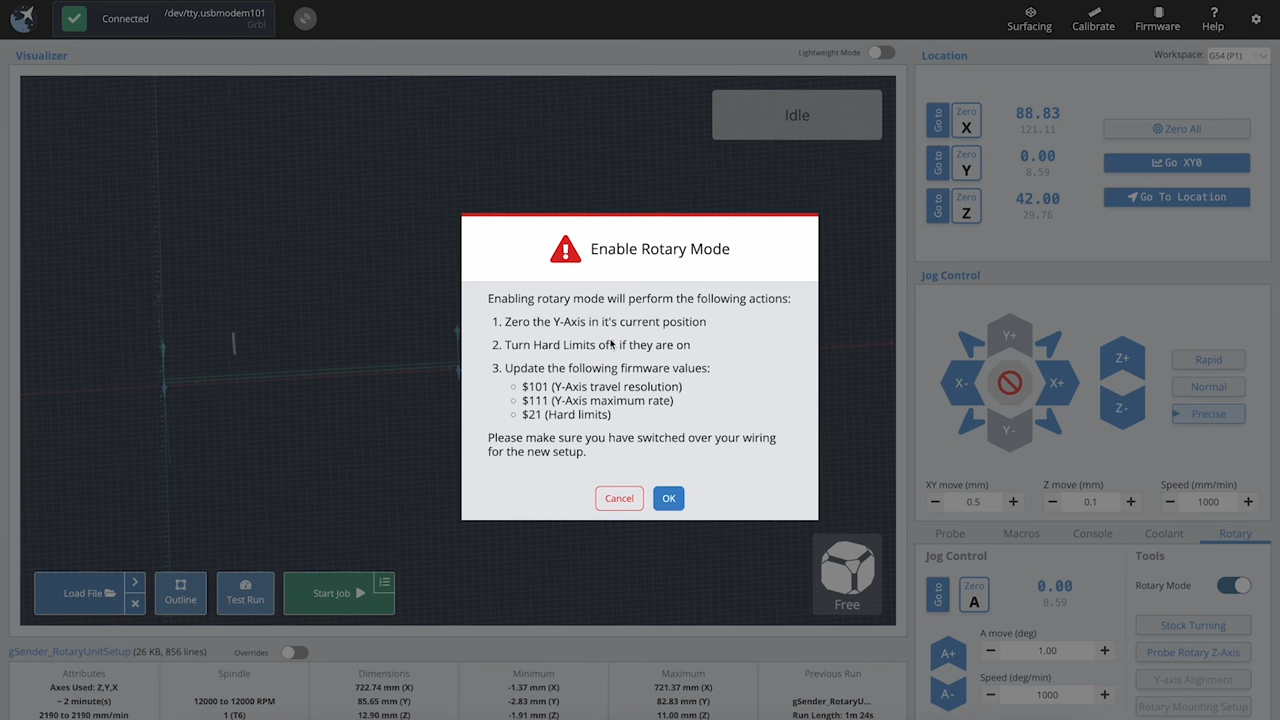 Connected
/dev/tty.usbmodem101
Grbl
Surfacing
Calibrate
Firmware
Help
Visualizer
Lightweight Mode
Idle
Location
Workspace:
G54 (P1)
Go to
Zero
X
88.83
121.11
Zero All
Go to
Zero
Y
0.00
8.59
Go XY0
Go to
Zero
Z
42.00
29.76
Go To Location
Enable Rotary Mode
Enabling rotary mode will perform the following actions:
1. Zero the Y-Axis in it's current position
2. Turn Hard Limits off if they are on
3. Update the following firmware values:
$101 (Y-Axis travel resolution)
$111 (Y-Axis maximum rate)
$21 (Hard limits)
Please make sure you have switched over your wiring
for the new setup.
Cancel
OK
Jog Control
Y+
X-
X+
Y-
Z+
Z-
Rapid
Normal
Precise
XY move (mm)
0.5
Z move (mm)
0.1
Speed (mm/min)
1000
Probe
Macros
Console
Coolant
Rotary
Jog Control
Go to
Zero
A
0.00
8.59
A+
A-
A move (deg)
1.00
Speed (deg/min)
1000
Tools
Rotary Mode
Stock Turning
Probe Rotary Z-Axis
Y-axis Alignment
Rotary Mounting Setup
Load File
Outline
Test Run
Start Job
Free
gSender_RotaryUnitSetup (26 KB, 856 lines)
Overrides
Attributes
Axes Used: Z,Y,X
~ 2 minute(s)
2190 to 2190 mm/min
Spindle
12000 to 12000 RPM
1 (T6)
Dimensions
722.74 mm (X)
85.65 mm (Y)
12.90 mm (Z)
Minimum
-1.37 mm (X)
-2.83 mm (Y)
-1.91 mm (Z)
Maximum
721.37 mm (X)
82.83 mm (Y)
11.00 mm (Z)
Previous Run
gSender_RotaryU...
Run Length: 1m 24s